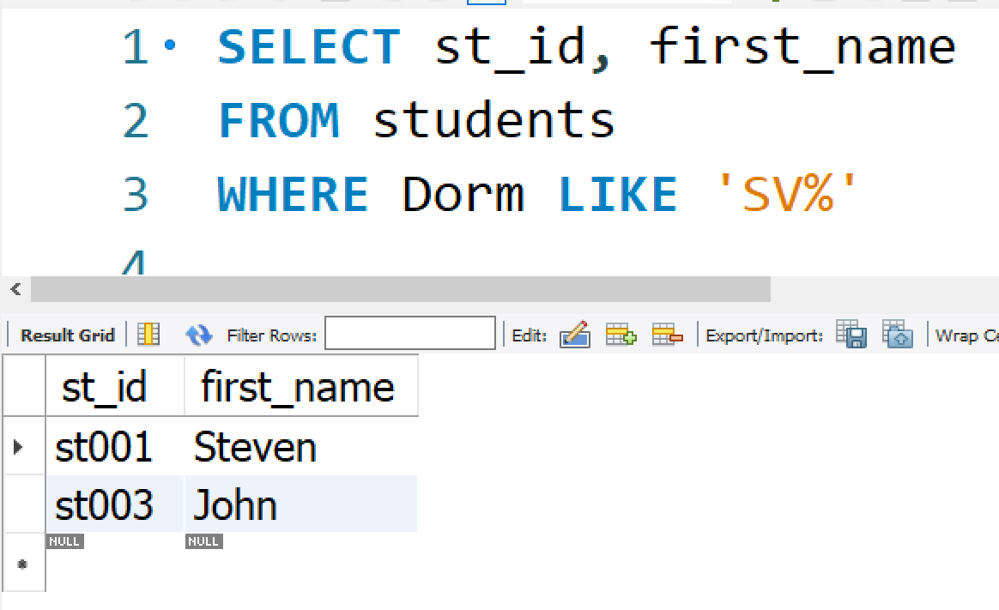 1 SELECT st_id, first_name
2 FROM students
3 WHERE Dorm LIKE 'SV%'
4
Result Grid Filter Rows: Edit: Export/Import: Wrap
st_id first_name
st001 Steven
st003 John
NULL NULL